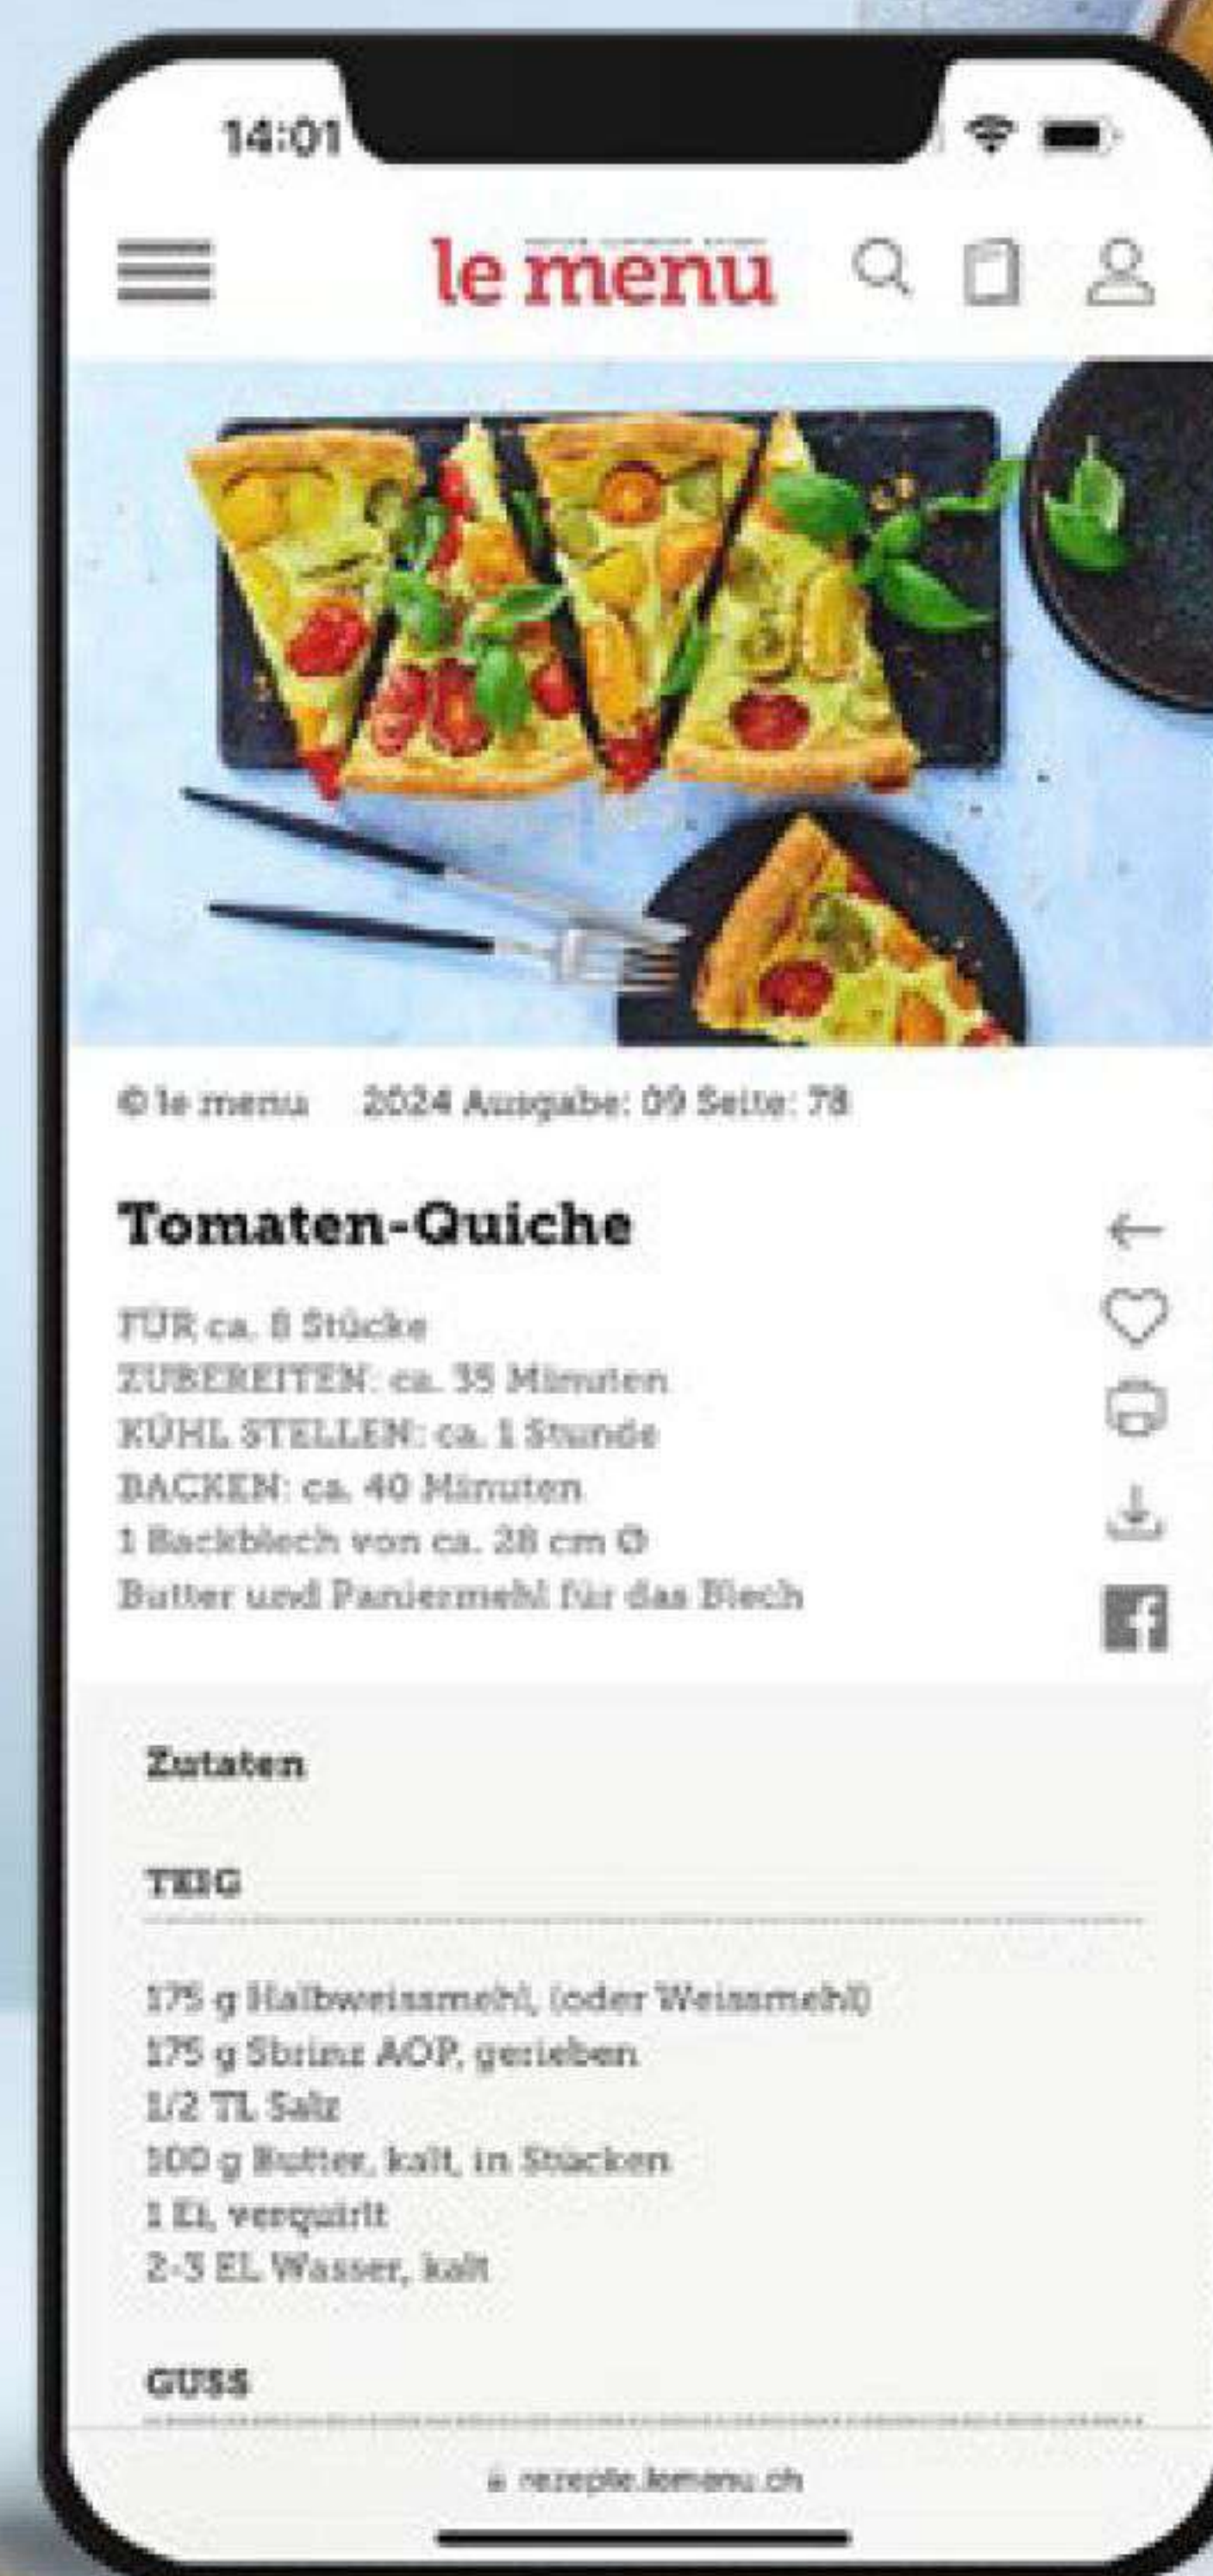 14:01
le menu
© le menu 2024 Ausgabe: 09 Seite: 78
Tomaten-Quiche
FÜR ca. 8 Stücke
ZUBEREITEN: ca. 35 Minuten
KÜHL STELLEN: ca. 1 Stunde
BACKEN: ca. 40 Minuten
1 Backblech von ca. 28 cm Ø
Butter und Paniermehl für das Blech
Zutaten
TEIG
175 g Halbweissmehl, (oder Weissmehl)
175 g Sbrinz AOP, gerieben
1/2 TL Salz
100 g Butter, kalt, in Stücken
1 Ei, verquirlt
2-3 EL Wasser, kalt
GUSS
rezepte.lemenu.ch